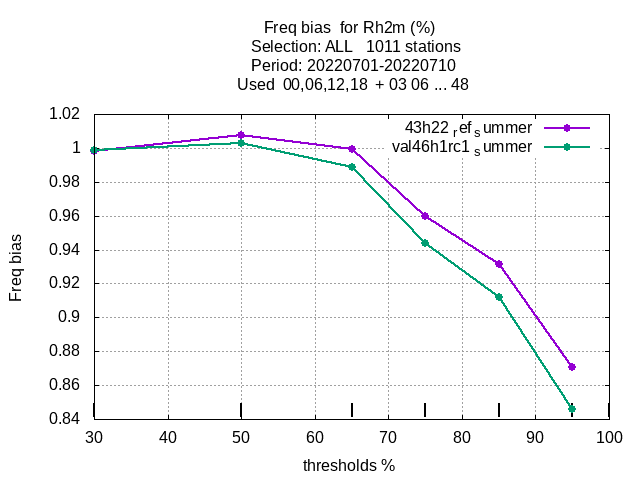 Freq bias for Rh2m (%)
Selection: ALL 1011 stations
Period: 20220701-20220710
Used 00,06,12,18 + 03 06 ... 48
1.02
1
0.98
0.96
0.94
0.92
0.9
0.88
0.86
0.84
Freq bias
43h22 ref summer
val46h1rc1 summer
30 40 50 60 70 80 90 100
thresholds %